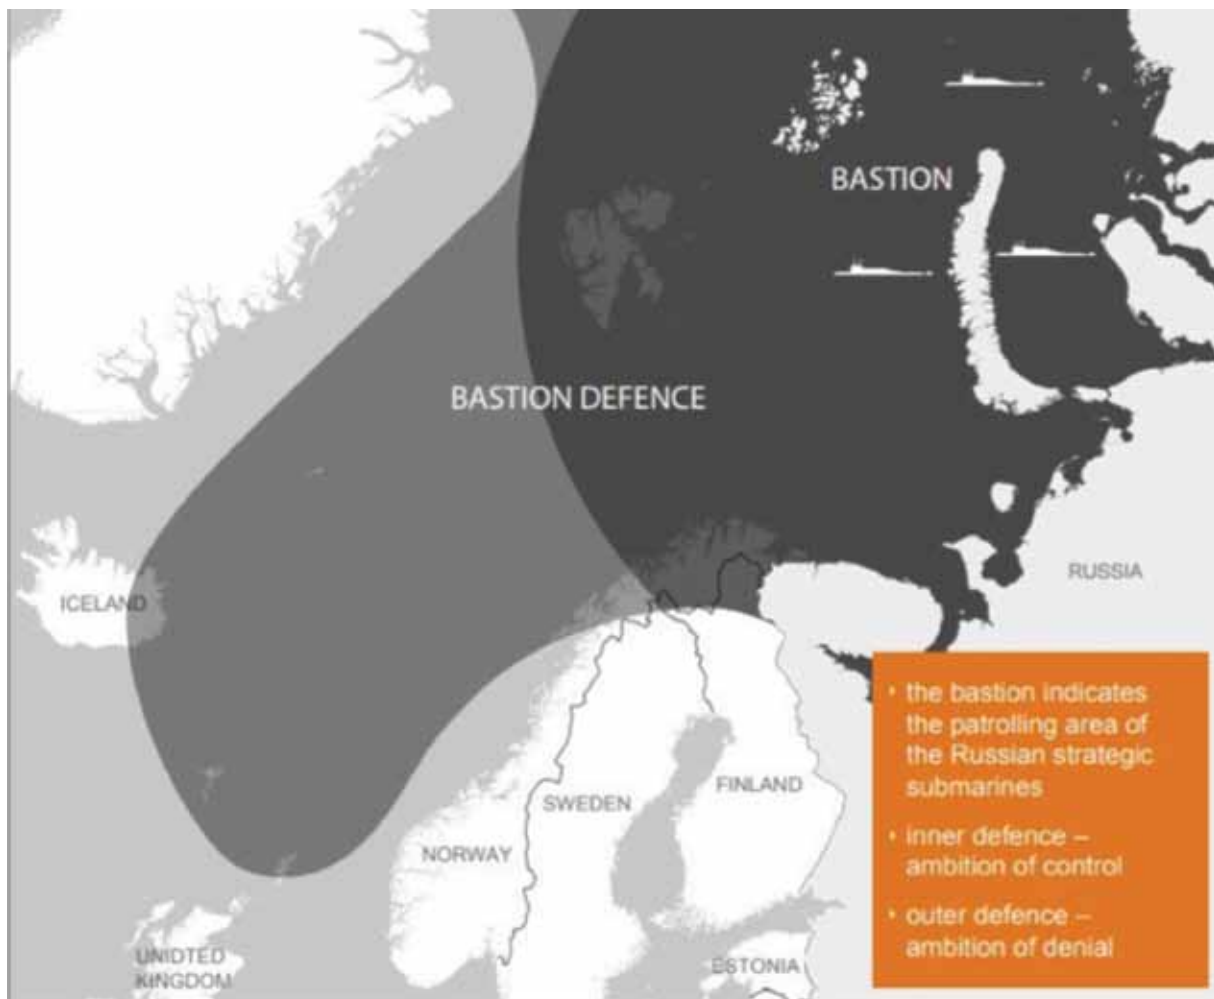 BASTION
BASTION DEFENCE
ICELAND
RUSSIA
• the bastion indicates
the patrolling area of
the Russian strategic
submarines
• inner defence –
ambition of control
• outer defence –
ambition of denial
FINLAND
SWEDEN
NORWAY
UNIDTED
KINGDOM
ESTONIA